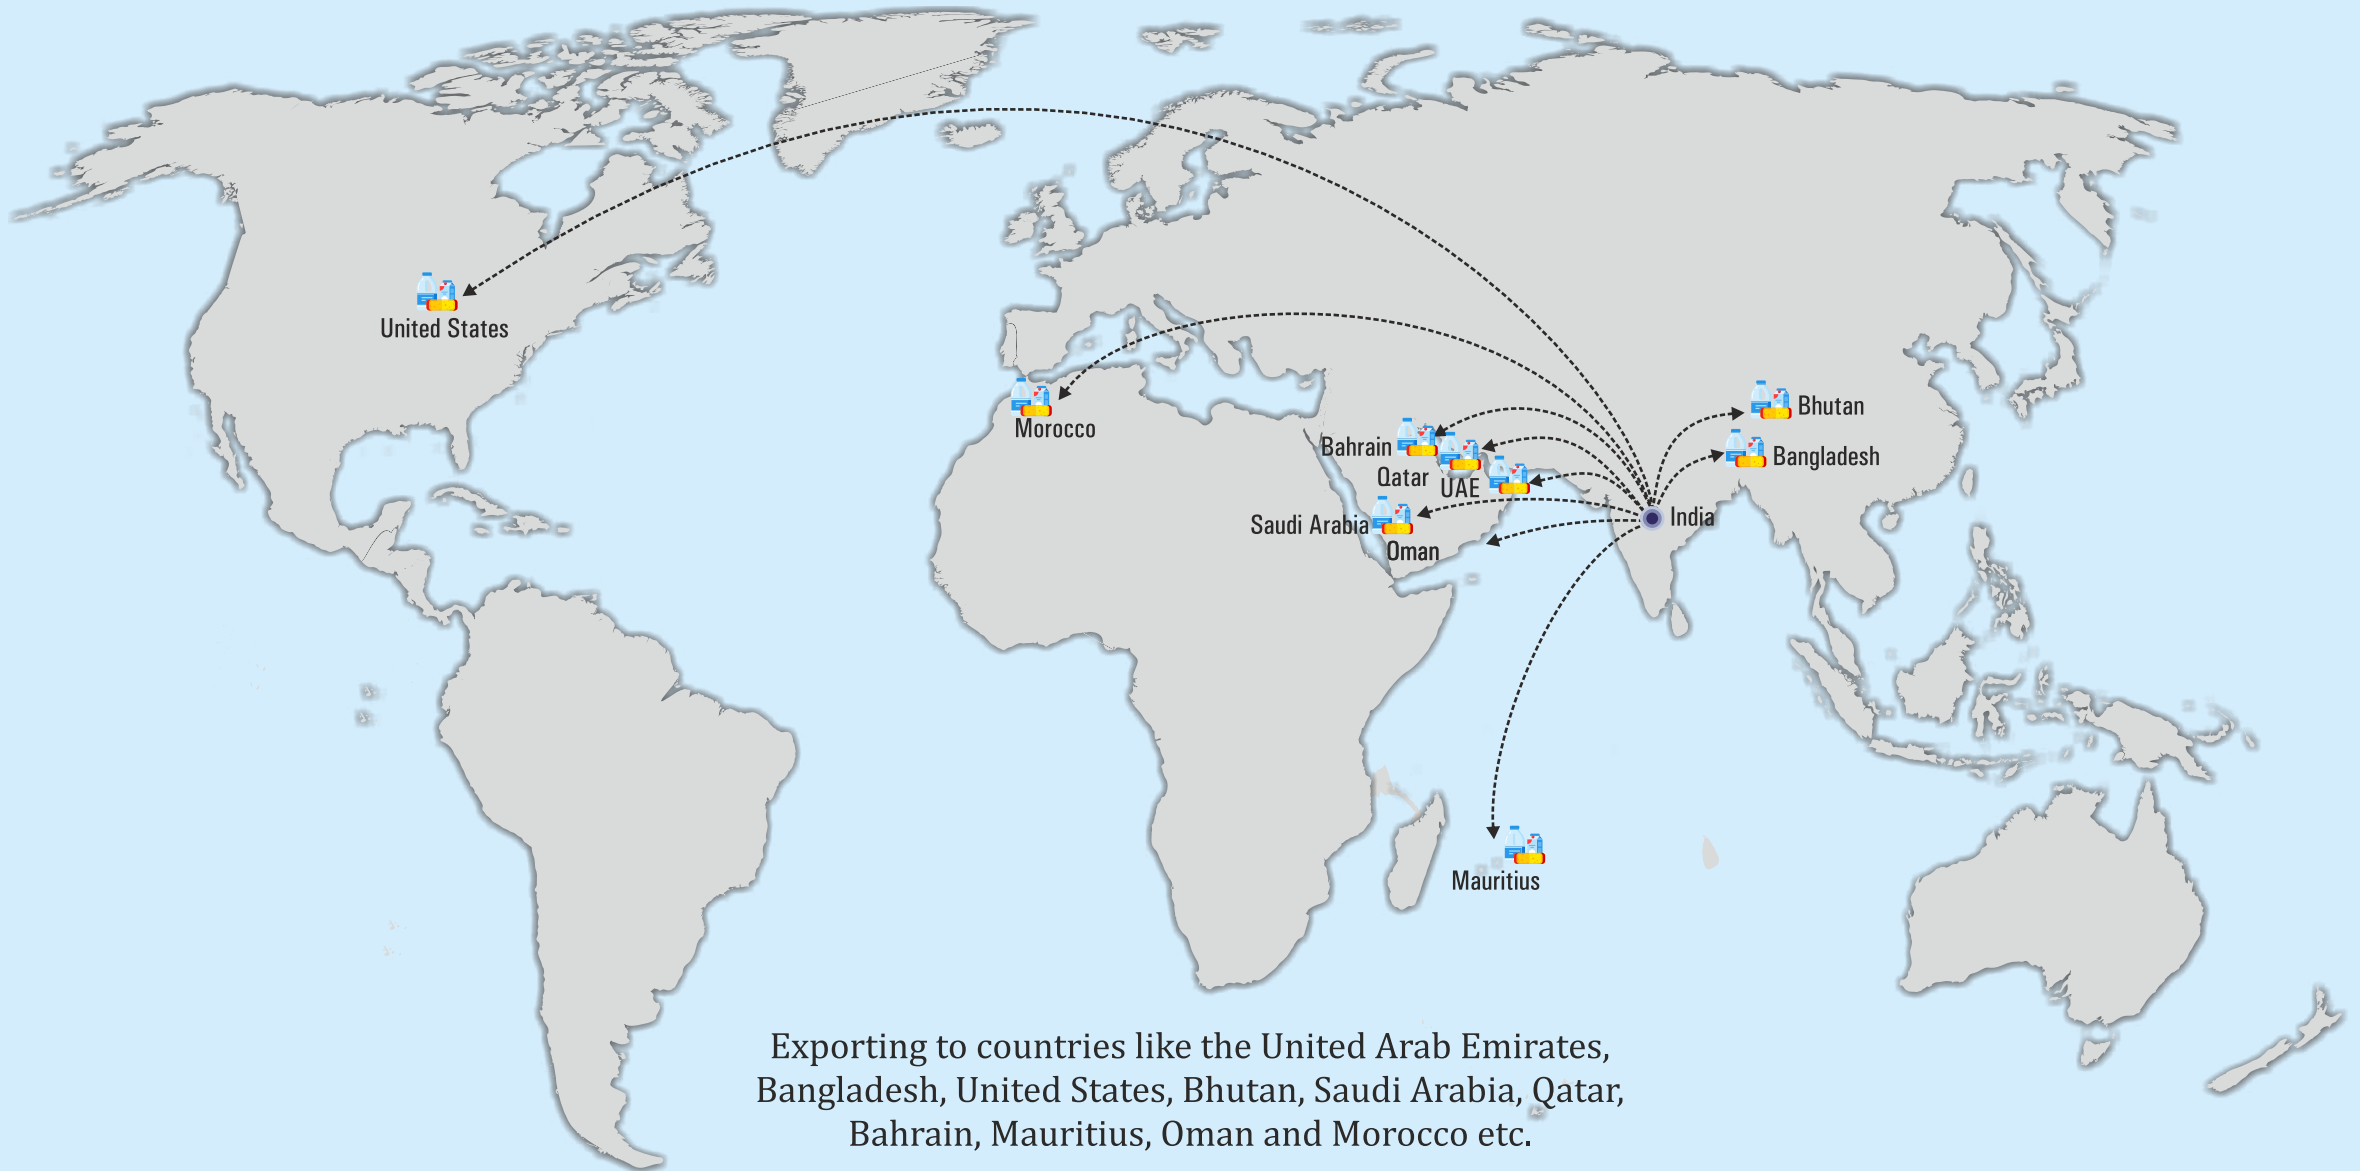 United States
Morocco
Bhutan
Bahrain
Bangladesh
Qatar
UAE
India
Saudi Arabia
Oman
Mauritius
Exporting to countries like the United Arab Emirates,
Bangladesh, United States, Bhutan, Saudi Arabia, Qatar,
Bahrain, Mauritius, Oman and Morocco etc.